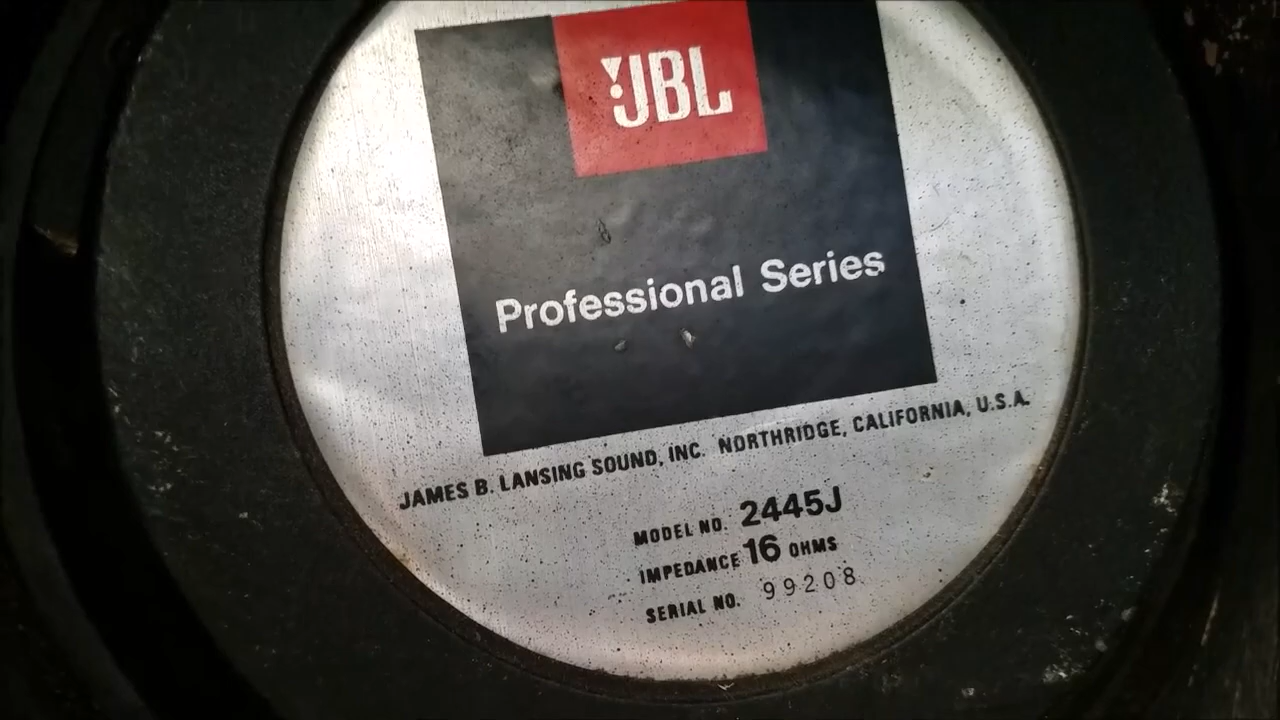 JBL
Professional Series
JAMES B. LANSING SOUND, INC. NORTHRIDGE, CALIFORNIA, U.S.A.
MODEL NO. 2445J
IMPEDANCE 16 OHMS
SERIAL NO. 99208